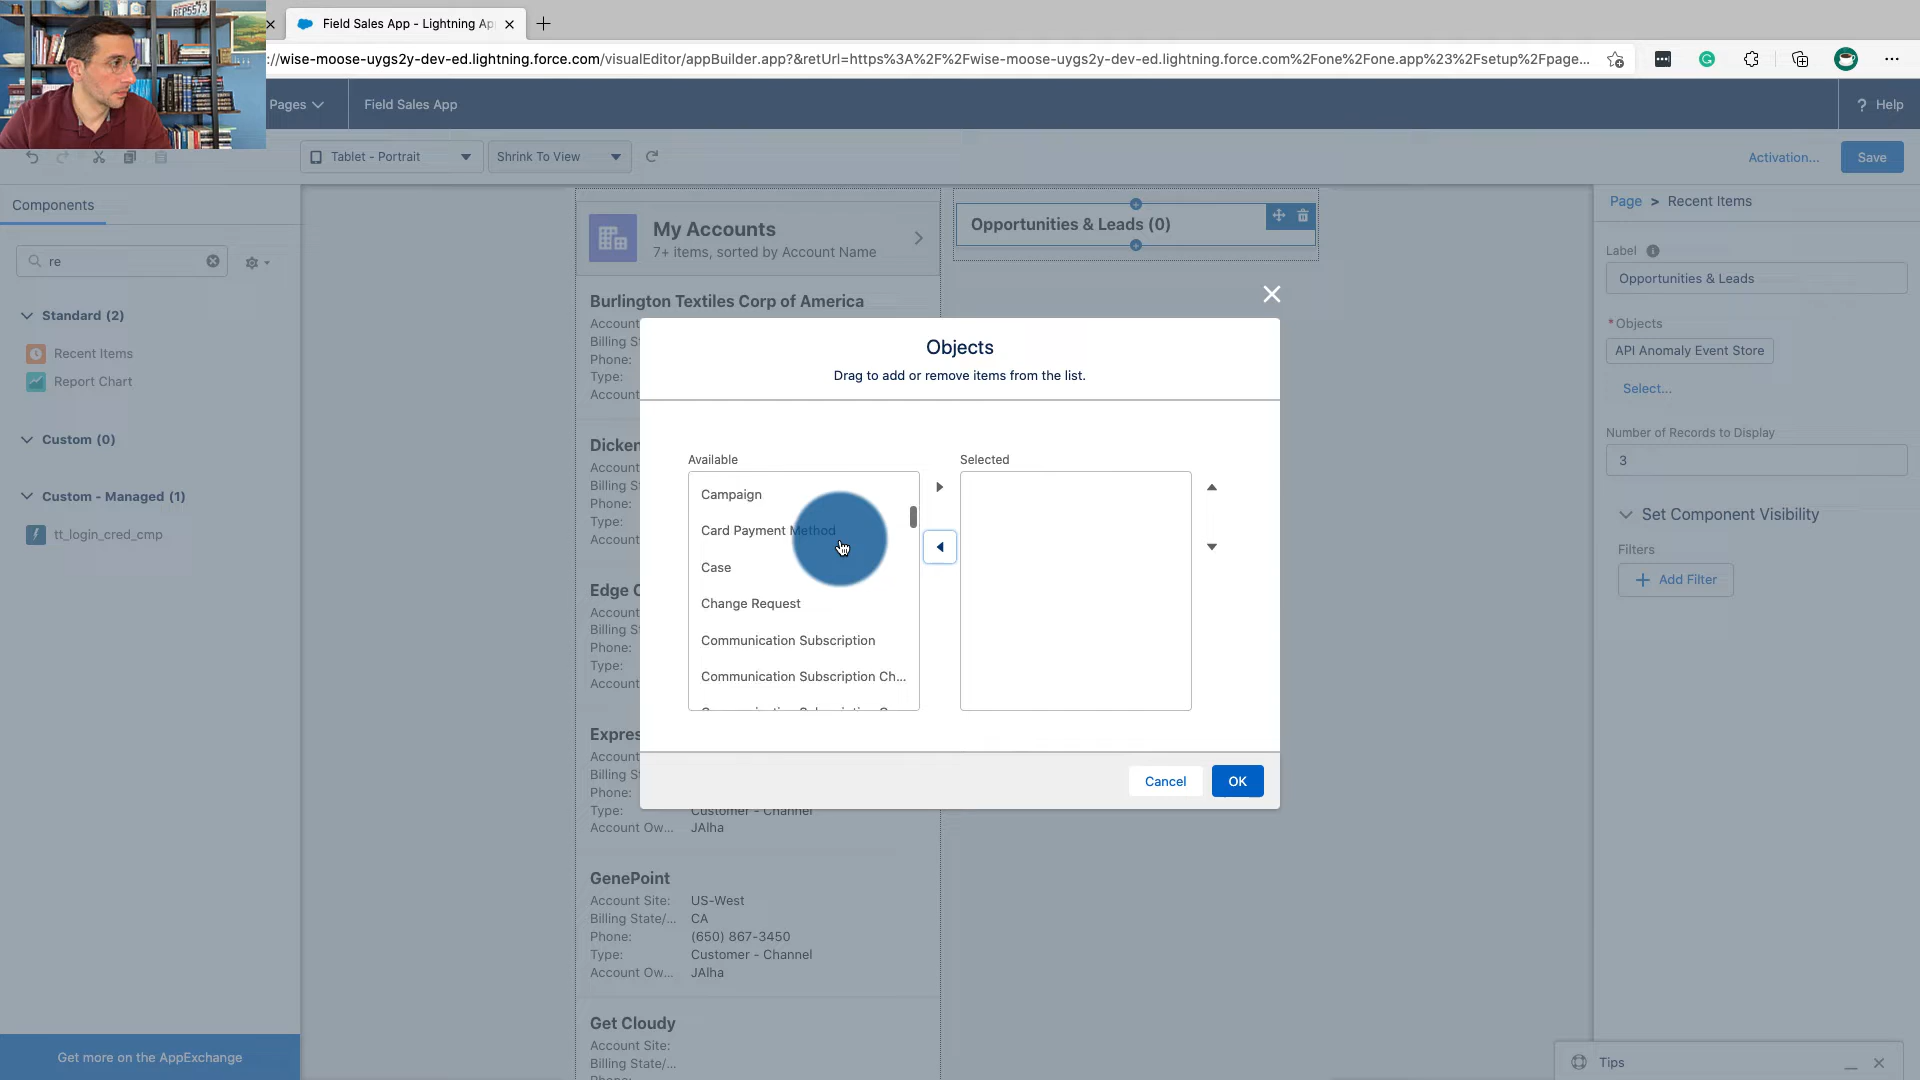 REP5573
Field Sales App - Lightning Ap
://wise-moose-uygs2y-dev-ed.lightning.force.com/visualEditor/appBuilder.app?&retUrl=https%3A%2F%2Fwise-moose-uygs2y-dev-ed.lightning.force.com%2Fone%2Fone.app%23%2Fsetup%2Fpage...
Pages
Field Sales App
? Help
Tablet - Portrait
Shrink To View
Activation...
Save
Components
re
Standard (2)
Recent Items
Report Chart
Custom (0)
Custom - Managed (1)
tt_login_cred_cmp
Get more on the AppExchange
My Accounts
7+ items, sorted by Account Name
Burlington Textiles Corp of America
Account
Billing St
Phone:
Type:
Account
Dicken
Account
Billing S
Phone:
Type:
Account
Edge C
Account
Billing S
Phone:
Type:
Account
Expres
Account
Billing S
Phone:
Type: Customer - Channel
Account Ow... JAlha
GenePoint
Account Site: US-West
Billing State/... CA
Phone: (650) 867-3450
Type: Customer - Channel
Account Ow... JAlha
Get Cloudy
Account Site:
Billing State/...
Opportunities & Leads (0)
Objects
Drag to add or remove items from the list.
Available
Campaign
Card Payment Method
Case
Change Request
Communication Subscription
Communication Subscription Ch...
Selected
Cancel
OK
Page > Recent Items
Label
Opportunities & Leads
* Objects
API Anomaly Event Store
Select...
Number of Records to Display
3
Set Component Visibility
Filters
Add Filter
Tips